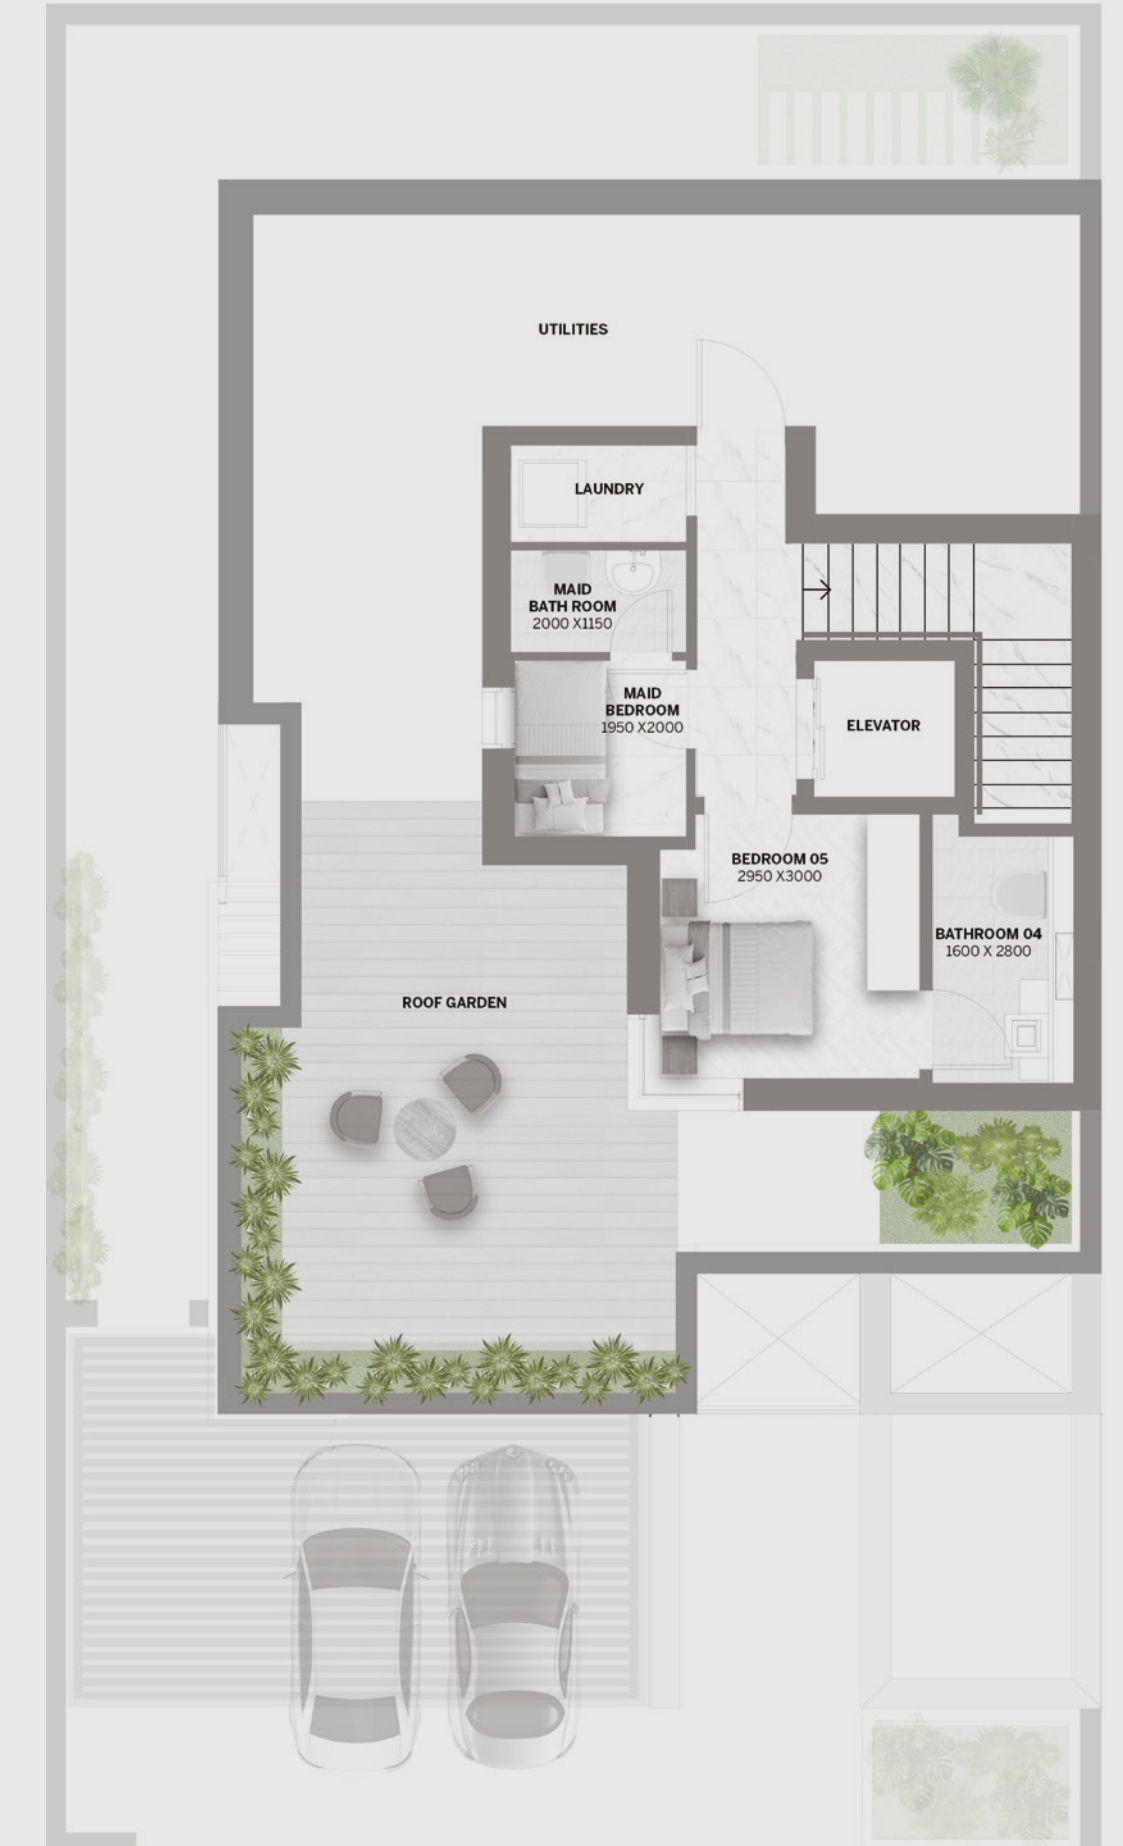 UTILITIES
LAUNDRY
MAID
BATH ROOM
2000 X1150
MAID
BEDROOM
1950 X2000
ELEVATOR
BEDROOM 05
2950 X3000
BATHROOM 04
1600 X 2800
ROOF GARDEN